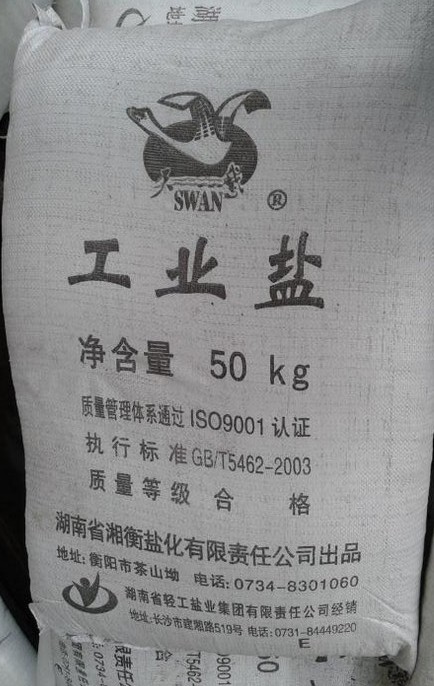 SWAN ®
工业盐
净含量 50 kg
质量管理体系通过 ISO9001 认证
执行标准 GB/T5462-2003
质量等级合格
湖南省湘衡盐化有限责任公司出品
地址:衡阳市茶山坳 电话:0734-8301060
湖南省轻工盐业集团有限责任公司经销
地址:长沙市建湘路519号 电话:0731-84449220
E